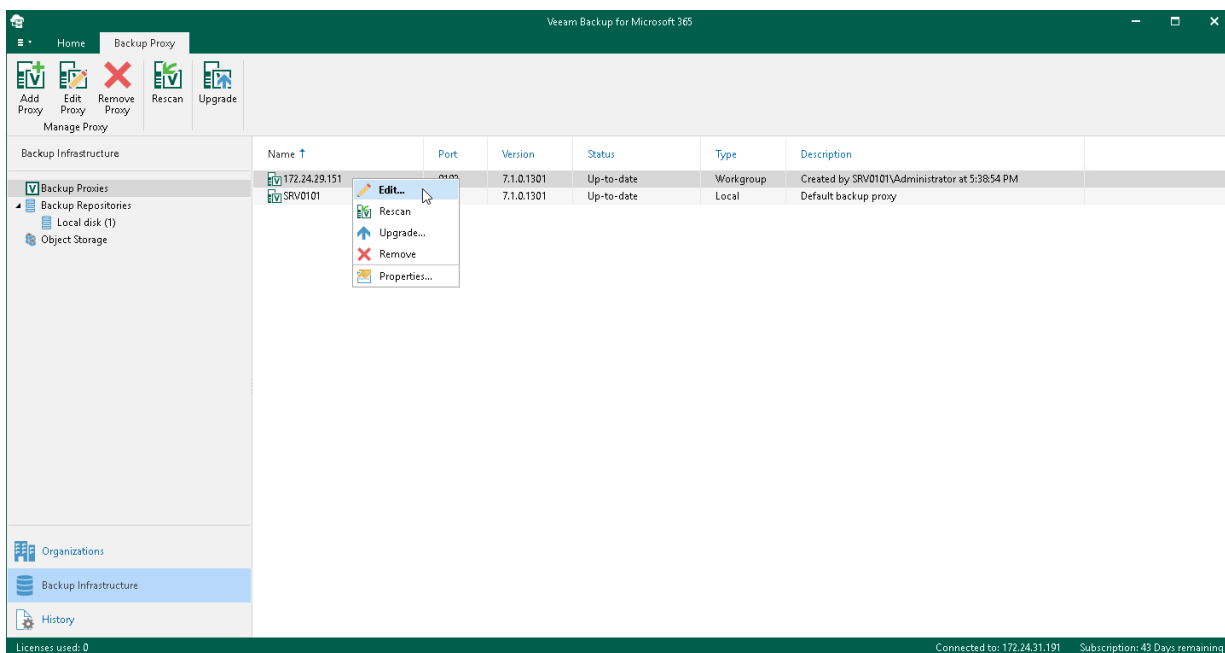 Veeam Backup for Microsoft 365
Home Backup Proxy
Add Proxy
Edit Proxy
Remove Proxy
Rescan
Upgrade
Manage Proxy
Backup Infrastructure
Backup Proxies
Backup Repositories
Local disk (1)
Object Storage
Name Port Version Status Type Description
172.24.29.151 7.1.0.1301 Up-to-date Workgroup Created by SRV0101\Administrator at 5:38:54 PM
SRV0101 7.1.0.1301 Up-to-date Local Default backup proxy
Edit...
Rescan
Upgrade...
Remove
Properties...
Organizations
Backup Infrastructure
History
Licenses used: 0 Connected to: 172.24.31.191 Subscription: 43 Days remaining